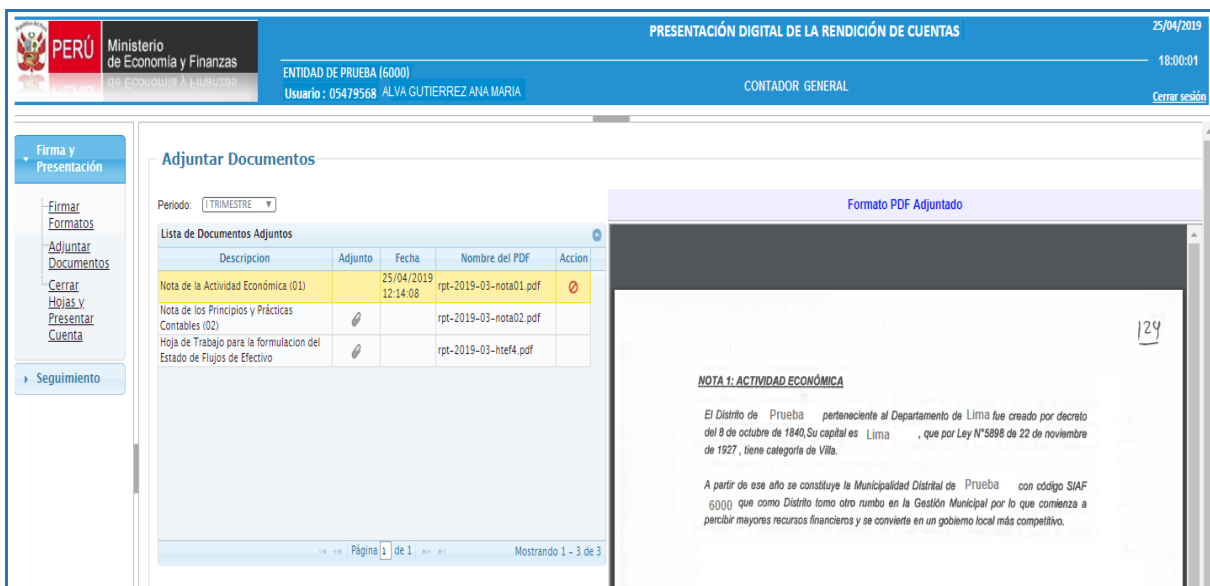 PERÚ
Ministerio
de Economía y Finanzas
PRESENTACIÓN DIGITAL DE LA RENDICIÓN DE CUENTAS
25/04/2019
18:00:01
ENTIDAD DE PRUEBA (6000)
Usuario : 05479568 ALVA GUTIERREZ ANA MARIA
CONTADOR GENERAL
Cerrar sesión
Firma y
Presentación
Firmar
Formatos
Adjuntar
Documentos
Cerrar
Hojas y
Presentar
Cuenta
Seguimiento
Adjuntar Documentos
Periodo: I TRIMESTRE
Lista de Documentos Adjuntos
Descripcion Adjunto Fecha Nombre del PDF Accion
Nota de la Actividad Económica (01) 25/04/2019 12:14:08 rpt-2019-03-nota01.pdf
Nota de los Principios y Prácticas
Contables (02) rpt-2019-03-nota02.pdf
Hoja de Trabajo para la formulacion del
Estado de Flujos de Efectivo rpt-2019-03-htef4.pdf
Página 1 de 1 Mostrando 1 - 3 de 3
Formato PDF Adjuntado
124
NOTA 1: ACTIVIDAD ECONÓMICA
El Distrito de Prueba perteneciente al Departamento de Lima fue creado por decreto
del 8 de octubre de 1840,Su capital es Lima , que por Ley N°5898 de 22 de noviembre
de 1927 , tiene categoría de Villa.
A partir de ese año se constituye la Municipalidad Distrital de Prueba con código SIAF
6000 que como Distrito tomo otro rumbo en la Gestión Municipal por lo que comienza a
percibir mayores recursos financieros y se convierte en un gobierno local más competitivo.